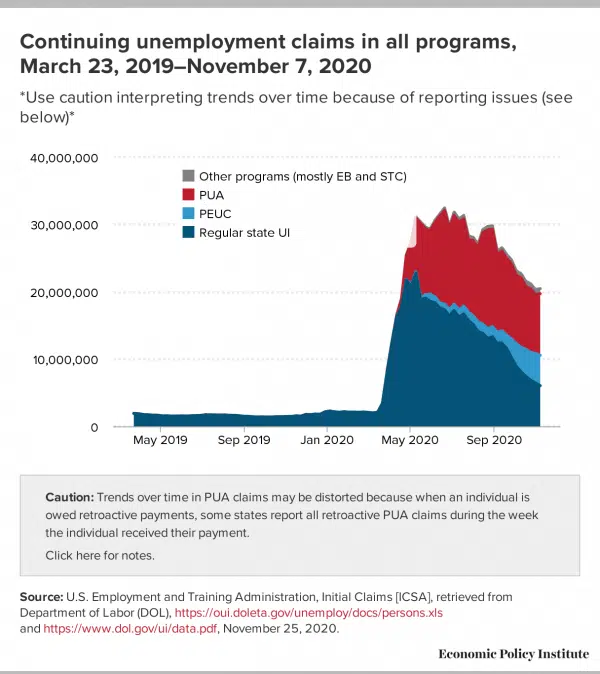 Continuing unemployment claims in all programs,
March 23, 2019–November 7, 2020
*Use caution interpreting trends over time because of reporting issues (see
below)*
40,000,000
Other programs (mostly EB and STC)
PUA
PEUC
30,000,000
Regular state UI
20,000,000
10,000,000
0
May 2019 Sep 2019 Jan 2020 May 2020 Sep 2020
Caution: Trends over time in PUA claims may be distorted because when an individual is
owed retroactive payments, some states report all retroactive PUA claims during the week
the individual received their payment.
Click here for notes.
Source: U.S. Employment and Training Administration, Initial Claims [ICSA], retrieved from
Department of Labor (DOL), https://oui.doleta.gov/unemploy/docs/persons.xls
and https://www.dol.gov/ui/data.pdf, November 25, 2020.
Economic Policy Institute